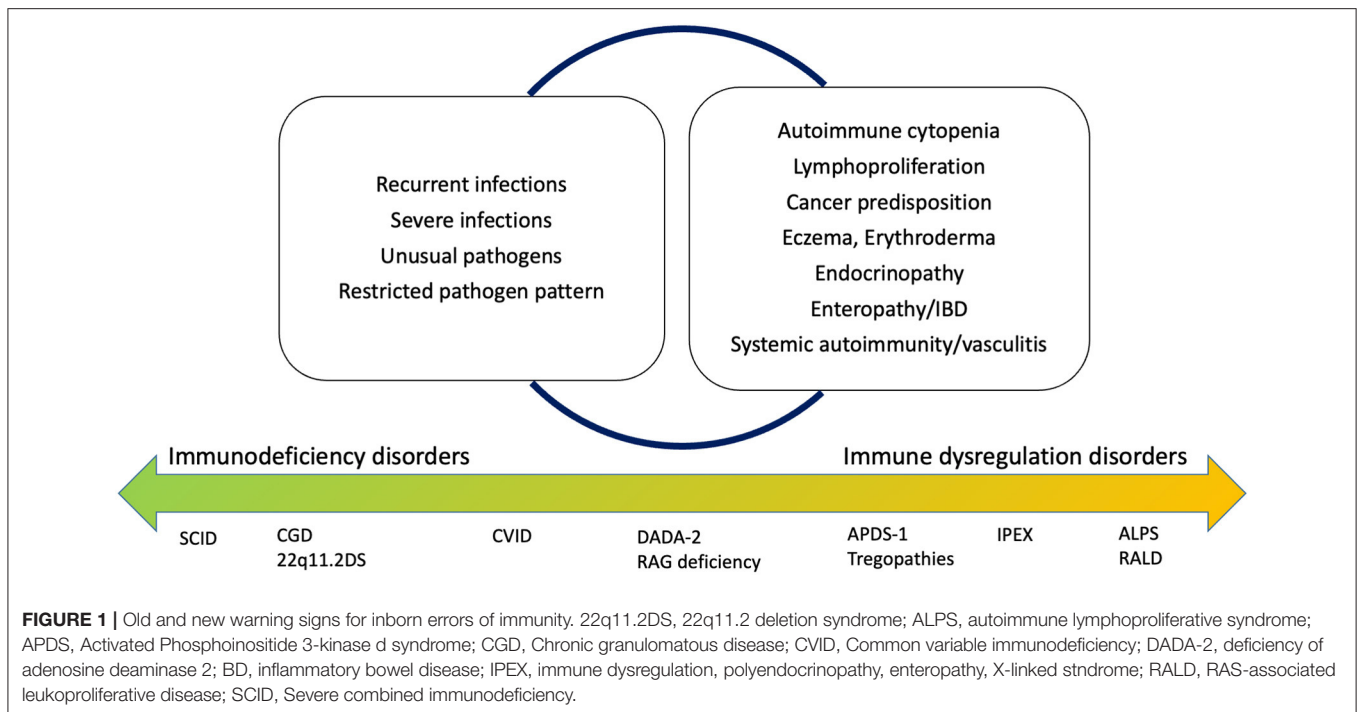 Recurrent infections
Severe infections
Unusual pathogens
Restricted pathogen pattern
Autoimmune cytopenia
Lymphoproliferation
Cancer predisposition
Eczema, Erythroderma
Endocrinopathy
Enteropathy/IBD
Systemic autoimmunity/vasculitis
Immunodeficiency disorders
Immune dysregulation disorders
SCID
CGD
22q11.2DS
CVID
DADA-2
RAG deficiency
APDS-1
Tregopathies
IPEX
ALPS
RALD
FIGURE 1 | Old and new warning signs for inborn errors of immunity. 22q11.2DS, 22q11.2 deletion syndrome; ALPS, autoimmune lymphoproliferative syndrome;
APDS, Activated Phosphoinositide 3-kinase d syndrome; CGD, Chronic granulomatous disease; CVID, Common variable immunodeficiency; DADA-2, deficiency of
adenosine deaminase 2; BD, inflammatory bowel disease; IPEX, immune dysregulation, polyendocrinopathy, enteropathy, X-linked stndrome; RALD, RAS-associated
leukoproliferative disease; SCID, Severe combined immunodeficiency.